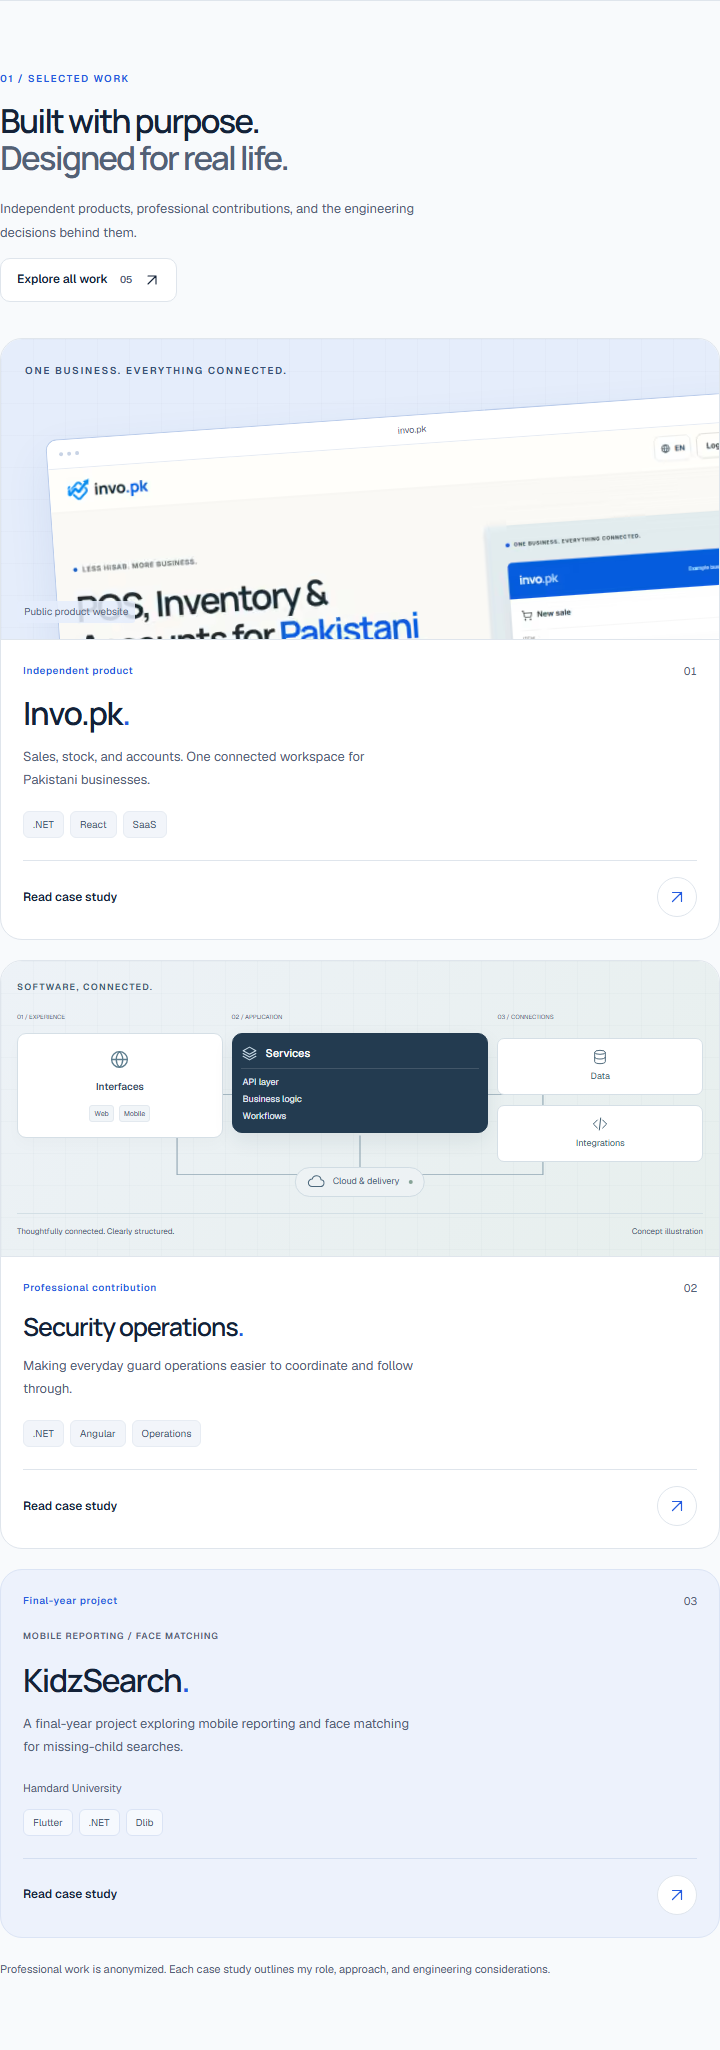 01 / SELECTED WORK
Built with purpose.
Designed for real life.
Independent products, professional contributions, and the engineering
decisions behind them.
Explore all work 05
ONE BUSINESS. EVERYTHING CONNECTED.
invo.pk
EN
invo.pk
LESS HISAB. MORE BUSINESS.
ONE BUSINESS. EVERYTHING CONNECTED.
invo.pk
New sale
POS, Inventory &
Accounts for Pakistani
Public product website
Independent product 01
Invo.pk.
Sales, stock, and accounts. One connected workspace for
Pakistani businesses.
.NET React SaaS
Read case study
SOFTWARE, CONNECTED.
01 / EXPERIENCE 02 / APPLICATION 03 / CONNECTIONS
Interfaces
Web Mobile
Services
API layer
Business logic
Workflows
Data
Integrations
Cloud & delivery
Thoughtfully connected. Clearly structured. Concept illustration
Professional contribution 02
Security operations.
Making everyday guard operations easier to coordinate and follow
through.
.NET Angular Operations
Read case study
Final-year project 03
MOBILE REPORTING / FACE MATCHING
KidzSearch.
A final-year project exploring mobile reporting and face matching
for missing-child searches.
Hamdard University
Flutter .NET Dlib
Read case study
Professional work is anonymized. Each case study outlines my role, approach, and engineering considerations.